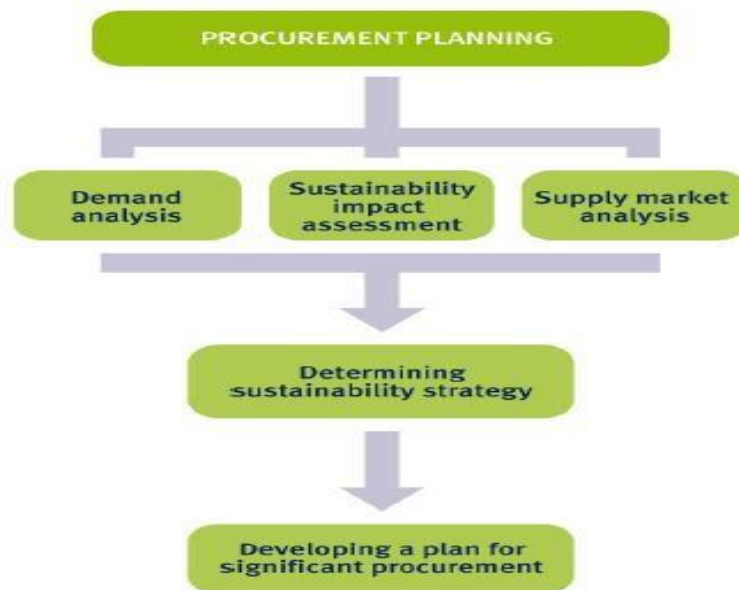 PROCUREMENT PLANNING
Demand
analysis
Sustainability
impact
assessment
Supply market
analysis
Determining
sustainability strategy
Developing a plan for
significant procurement